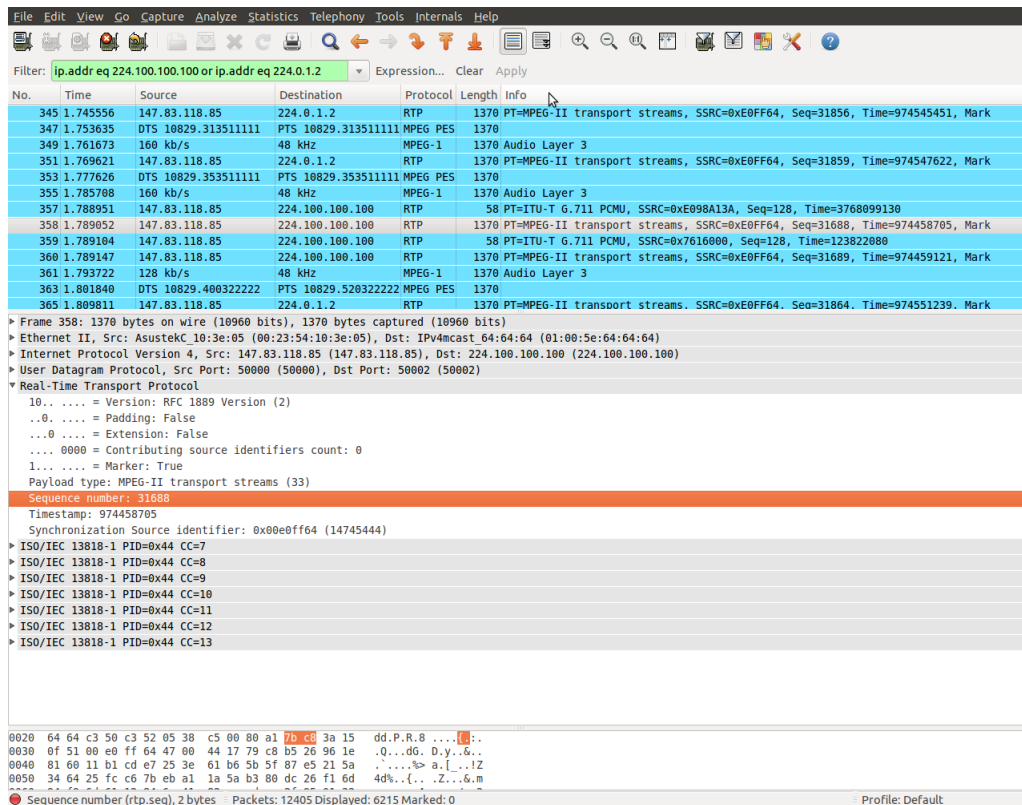 File Edit View Go Capture Analyze Statistics Telephony Tools Internals Help
Filter: ip.addr eq 224.100.100.100 or ip.addr eq 224.0.1.2 Expression... Clear Apply
No. Time Source Destination Protocol Length Info
345 1.745556 147.83.118.85 224.0.1.2 RTP 1370 PT=MPEG-II transport streams, SSRC=0xE0FF64, Seq=31856, Time=974545451, Mark
347 1.753635 DTS 10829.313511111 PTS 10829.313511111 MPEG PES 1370
349 1.761673 160 kb/s 48 kHz MPEG-1 1370 Audio Layer 3
351 1.769621 147.83.118.85 224.0.1.2 RTP 1370 PT=MPEG-II transport streams, SSRC=0xE0FF64, Seq=31859, Time=974547622, Mark
353 1.777626 DTS 10829.353511111 PTS 10829.353511111 MPEG PES 1370
355 1.785708 160 kb/s 48 kHz MPEG-1 1370 Audio Layer 3
357 1.788951 147.83.118.85 224.100.100.100 RTP 58 PT=ITU-T G.711 PCMU, SSRC=0xE098A13A, Seq=128, Time=3768099130
358 1.789052 147.83.118.85 224.100.100.100 RTP 1370 PT=MPEG-II transport streams, SSRC=0xE0FF64, Seq=31688, Time=974458705, Mark
359 1.789104 147.83.118.85 224.100.100.100 RTP 58 PT=ITU-T G.711 PCMU, SSRC=0x7616000, Seq=128, Time=123822080
360 1.789147 147.83.118.85 224.100.100.100 RTP 1370 PT=MPEG-II transport streams, SSRC=0xE0FF64, Seq=31689, Time=974459121, Mark
361 1.793722 128 kb/s 48 kHz MPEG-1 1370 Audio Layer 3
363 1.801840 DTS 10829.400322222 PTS 10829.520322222 MPEG PES 1370
365 1.809811 147.83.118.85 224.0.1.2 RTP 1370 PT=MPEG-II transport streams, SSRC=0xE0FF64, Seq=31864, Time=974551239, Mark
Frame 358: 1370 bytes on wire (10960 bits), 1370 bytes captured (10960 bits)
Ethernet II, Src: AsustekC_10:3e:05 (00:23:54:10:3e:05), Dst: IPv4mcast_64:64:64 (01:00:5e:64:64:64)
Internet Protocol Version 4, Src: 147.83.118.85 (147.83.118.85), Dst: 224.100.100.100 (224.100.100.100)
User Datagram Protocol, Src Port: 50000 (50000), Dst Port: 50002 (50002)
Real-Time Transport Protocol
10.. .... = Version: RFC 1889 Version (2)
..0. .... = Padding: False
...0 .... = Extension: False
.... 0000 = Contributing source identifiers count: 0
1... .... = Marker: True
Payload type: MPEG-II transport streams (33)
Sequence number: 31688
Timestamp: 974458705
Synchronization Source identifier: 0x00e0ff64 (14745444)
ISO/IEC 13818-1 PID=0x44 CC=7
ISO/IEC 13818-1 PID=0x44 CC=8
ISO/IEC 13818-1 PID=0x44 CC=9
ISO/IEC 13818-1 PID=0x44 CC=10
ISO/IEC 13818-1 PID=0x44 CC=11
ISO/IEC 13818-1 PID=0x44 CC=12
ISO/IEC 13818-1 PID=0x44 CC=13
0020 64 64 c3 50 c3 52 05 38 c5 00 80 a1 7b c8 3a 15 dd.P.R.8 ....{.:.
0030 0f 51 00 e0 ff 64 47 00 44 17 79 c8 b5 26 96 1e .Q...dG. D.y..&..
0040 81 60 11 b1 cd e7 25 3e 61 b6 5b 5f 87 e5 21 5a .`....%> a.[_..!Z
0050 34 64 25 fc c6 7b eb a1 1a 5a b3 80 dc 26 f1 6d 4d%..{.. .Z...&.m
Sequence number (rtp.seq), 2 bytes Packets: 12405 Displayed: 6215 Marked: 0 Profile: Default